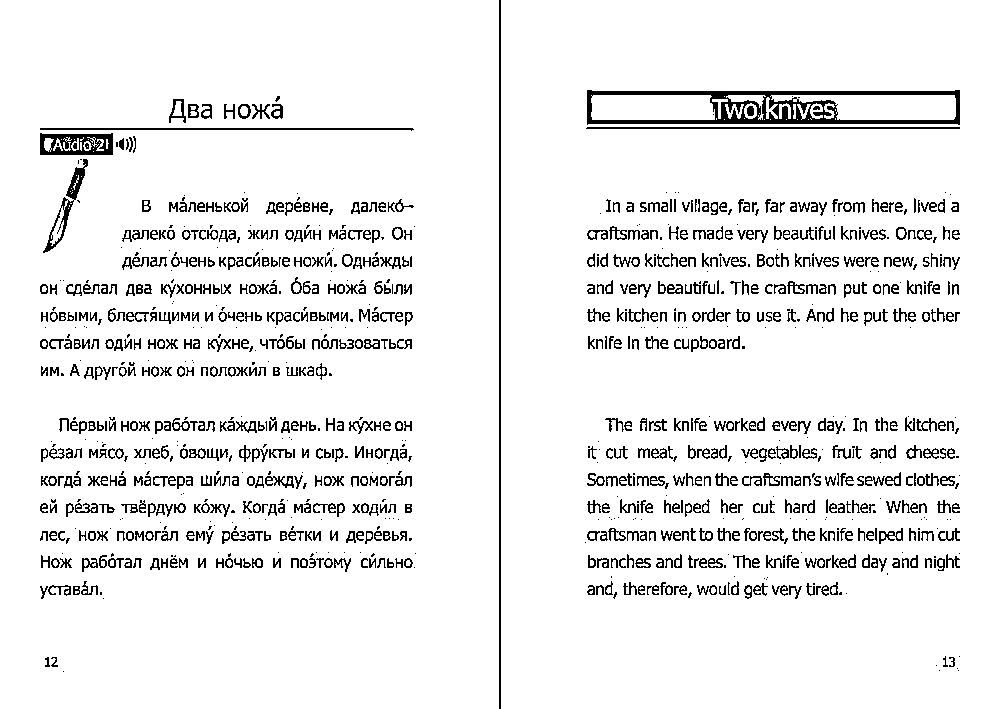 Два ножа́
Audio 2
В ма́ленькой дере́вне, далеко́-
далеко́ отсю́да, жил оди́н ма́стер. Он
де́лал о́чень краси́вые ножи́. Одна́жды
он сде́лал два ку́хонных ножа́. О́ба ножа́ бы́ли
но́выми, блестя́щими и о́чень краси́выми. Ма́стер
оста́вил оди́н нож на ку́хне, что́бы по́льзоваться
им. А друго́й нож он положи́л в шкаф.
Пе́рвый нож рабо́тал ка́ждый день. На ку́хне он
ре́зал мя́со, хлеб, о́вощи, фру́кты и сыр. Иногда́,
когда́ жена́ ма́стера ши́ла оде́жду, нож помога́л
ей ре́зать твёрдую ко́жу. Когда́ ма́стер ходи́л в
лес, нож помога́л ему́ ре́зать ве́тки и дере́вья.
Нож рабо́тал днём и но́чью и поэ́тому си́льно
устава́л.
12
Two knives
In a small village, far, far away from here, lived a
craftsman. He made very beautiful knives. Once, he
did two kitchen knives. Both knives were new, shiny
and very beautiful. The craftsman put one knife in
the kitchen in order to use it. And he put the other
knife in the cupboard.
The first knife worked every day. In the kitchen,
it cut meat, bread, vegetables, fruit and cheese.
Sometimes, when the craftsman's wife sewed clothes,
the knife helped her cut hard leather. When the
craftsman went to the forest, the knife helped him cut
branches and trees. The knife worked day and night
and, therefore, would get very tired.
13